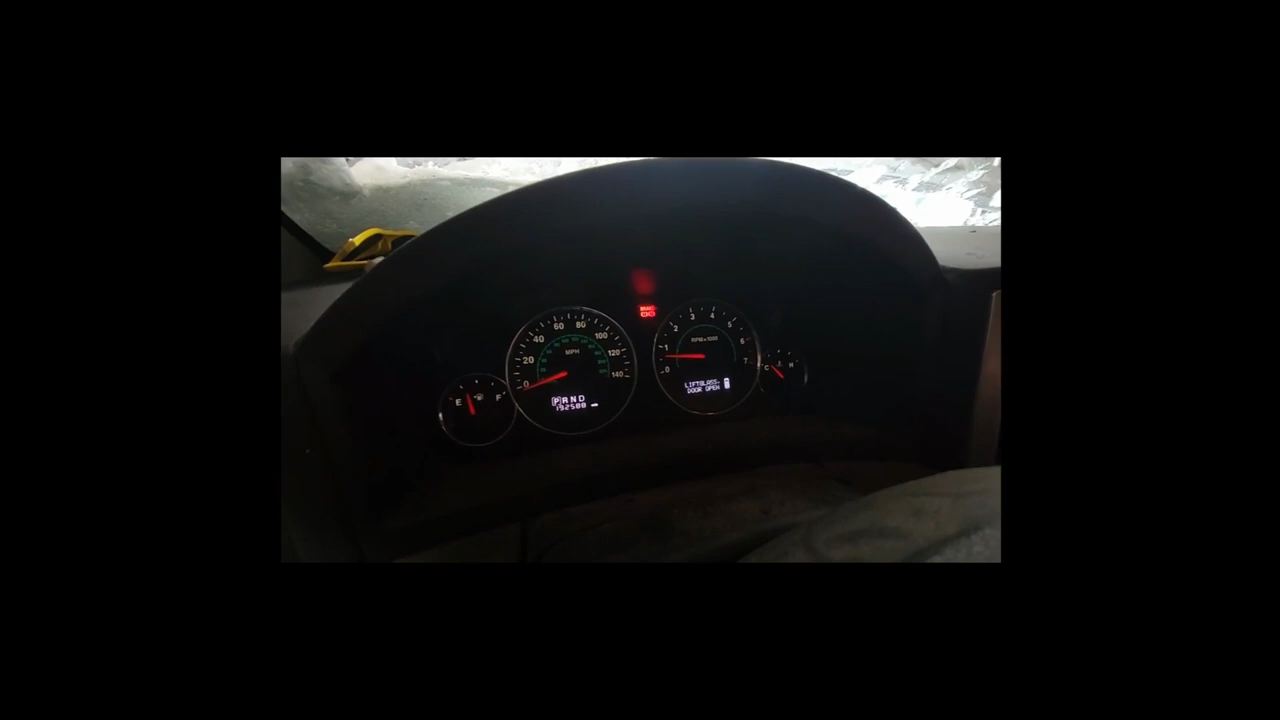 60 80
40 100
20 120
0 140
MPH
E F
PRND
192588
3 4
2 5
1 6
0 7
RPM x 1000
LIFTGLASS
DOOR OPEN
BRAKE
C H